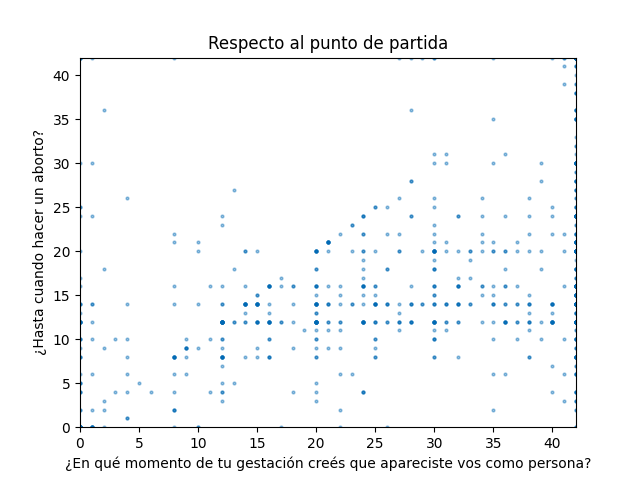 Respecto al punto de partida
¿Hasta cuando hacer un aborto?
40
35
30
25
20
15
10
5
0
0 5 10 15 20 25 30 35 40
¿En qué momento de tu gestación creés que apareciste vos como persona?